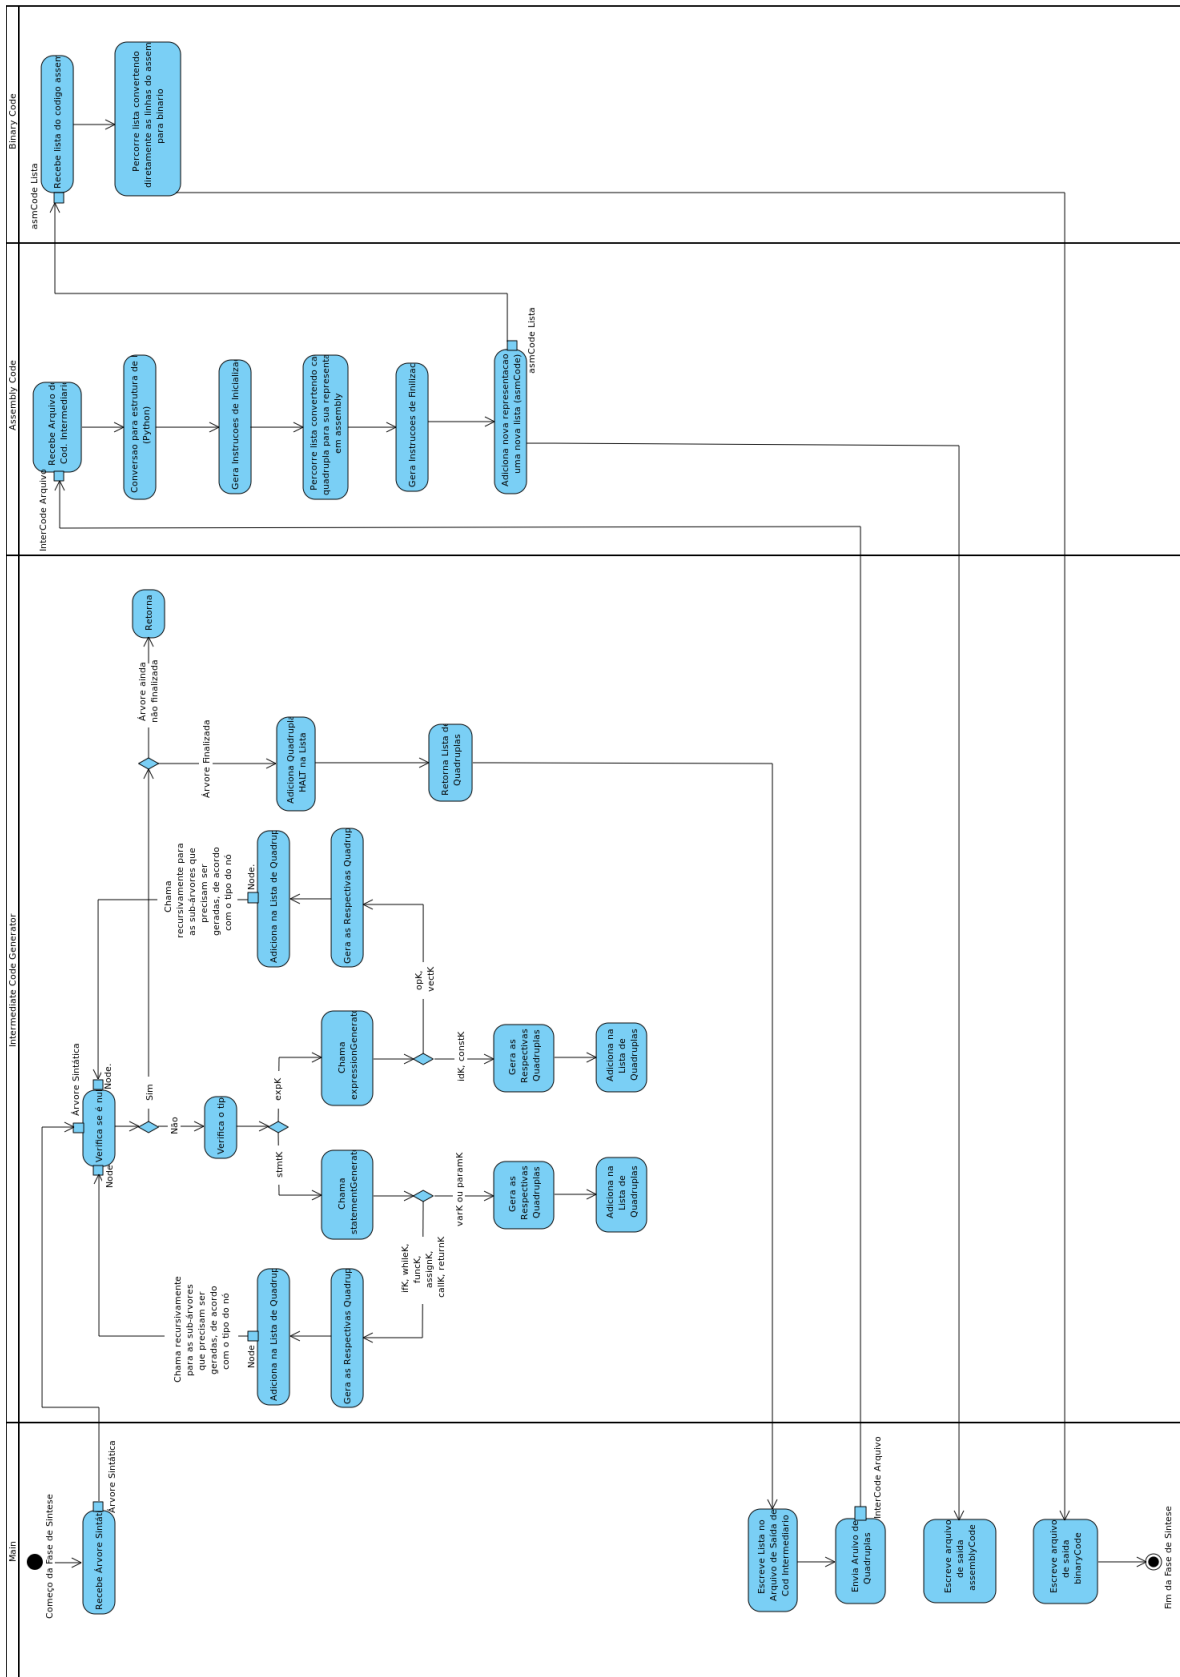 Main
Começo da Fase de Sintese
Recebe Árvore Sintát
Árvore Sintática
Escreve Lista no
Arquivo de Saida de
Cod Intermediario
Envia Aruivo de
Quadruplas
InterCode Arquivo
Escreve arquivo
de saida
assemblyCode
Escreve arquivo
de saida
binaryCode
Fim da Fase de Sintese
Intermediate Code Generator
Árvore Sintática
Verifica se é nu
Node
Node.
Sim
Não
Verifica o tip
stmtK
expK
Chama
statementGenerat
Chama
expressionGenerat
ifK, whileK,
funcK,
assignK,
callK, returnK
varK ou paramK
idK, constK
opK,
vectK
Gera as Respectivas Quadrup
Adiciona na Lista de Quadrup
Node
Chama recursivamente
para as sub-árvores
que precisam ser
geradas, de acordo
com o tipo do nó
Gera as
Respectivas
Quadruplas
Adiciona na
Lista de
Quadruplas
Gera as
Respectivas
Quadruplas
Adiciona na
Lista de
Quadruplas
Gera as Respectivas Quadrup
Adiciona na Lista de Quadrup
Node.
Chama
recursivamente para
as sub-árvores que
precisam ser
geradas, de acordo
com o tipo do nó
Árvore ainda
não finalizada
Retorna
Árvore Finalizada
Adiciona Quadrupla
HALT na Lista
Retorna Lista de
Quadruplas
Assembly Code
InterCode Arquivo
Recebe Arquivo de
Cod. Intermediario
Conversao para estrutura de
(Python)
Gera Instrucoes de Inicializa
Percorre lista convertendo ca
quadrupla para sua represent
em assembly
Gera Instrucoes de Finilizac
Adiciona nova representacao
uma nova lista (asmCode)
asmCode Lista
Binary Code
asmCode Lista
Recebe lista do codigo assem
Percorre lista convertendo
diretamente as linhas do assem
para binario